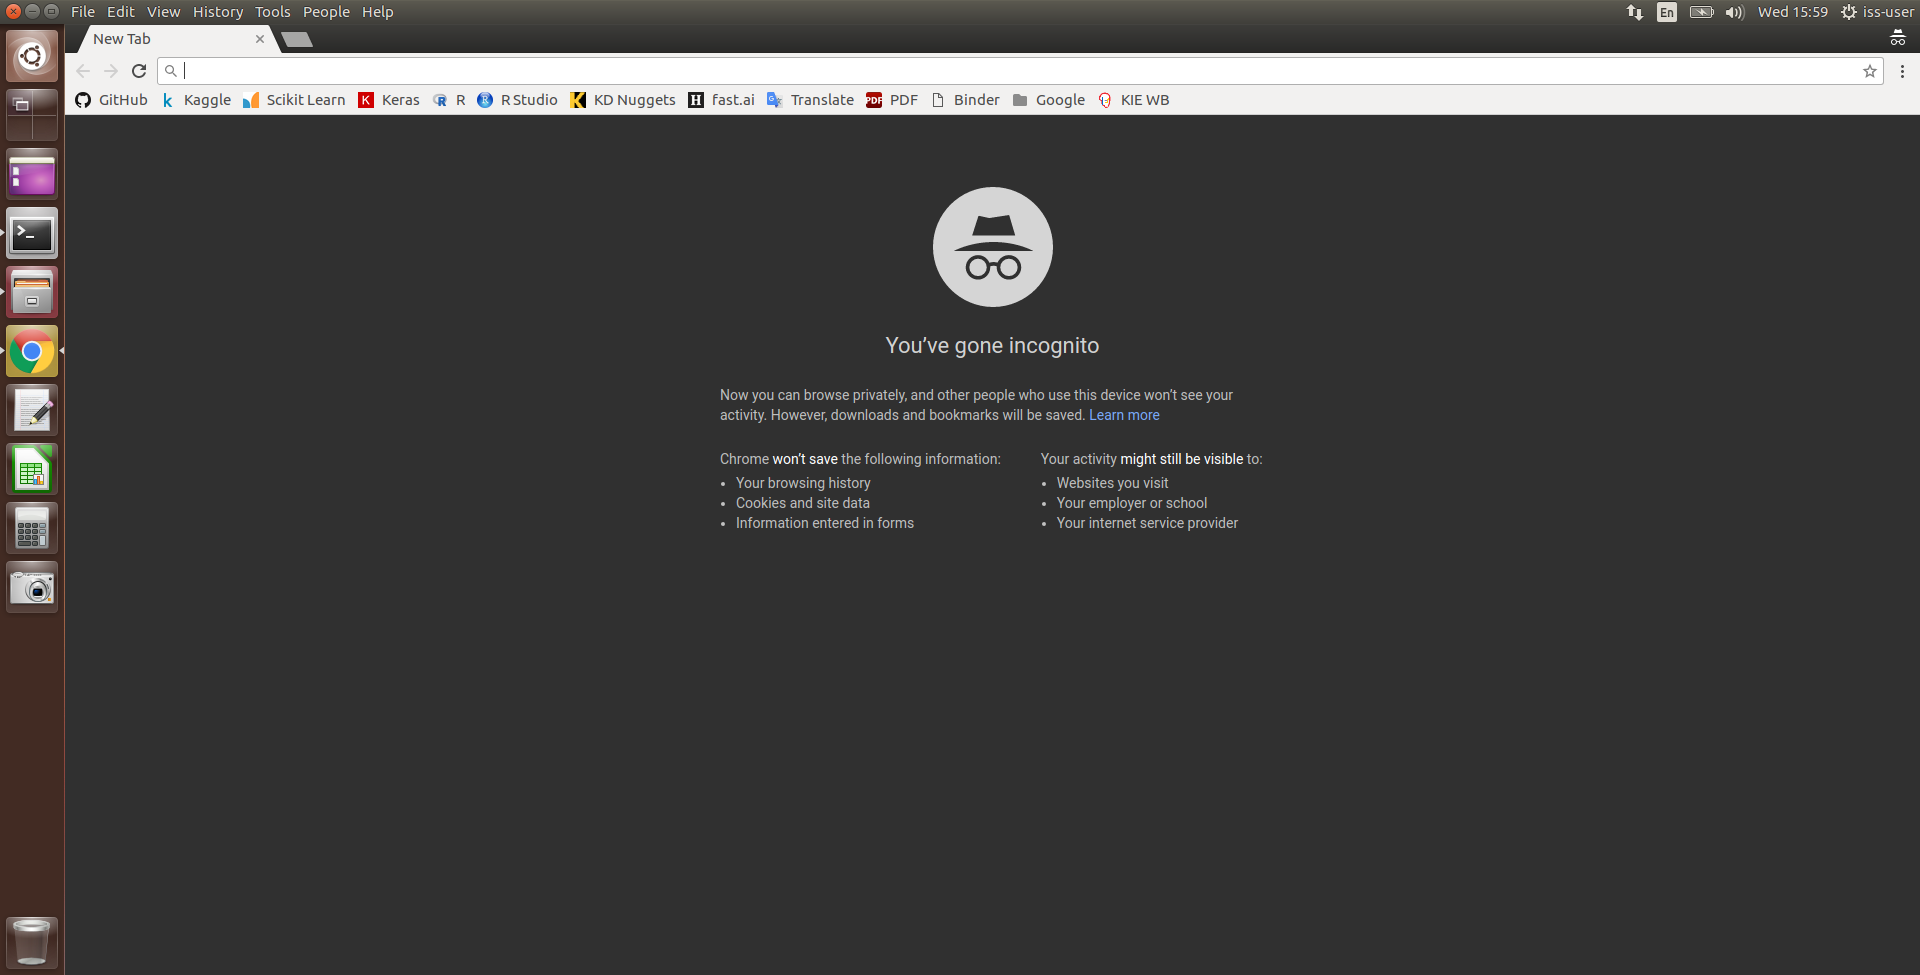 File Edit View History Tools People Help
En Wed 15:59 iss-user
New Tab
GitHub Kaggle Scikit Learn Keras R R Studio KD Nuggets fast.ai Translate PDF Binder Google KIE WB
You've gone incognito
Now you can browse privately, and other people who use this device won't see your
activity. However, downloads and bookmarks will be saved. Learn more
Chrome won't save the following information:
Your browsing history
Cookies and site data
Information entered in forms
Your activity might still be visible to:
Websites you visit
Your employer or school
Your internet service provider